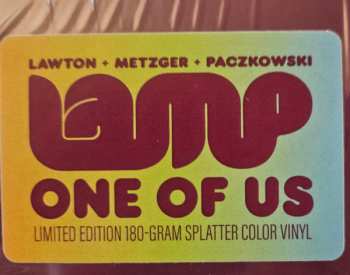 LAWTON + METZGER + PACZKOWSKI
LAMP
ONE OF US
LIMITED EDITION 180-GRAM SPLATTER COLOR VINYL